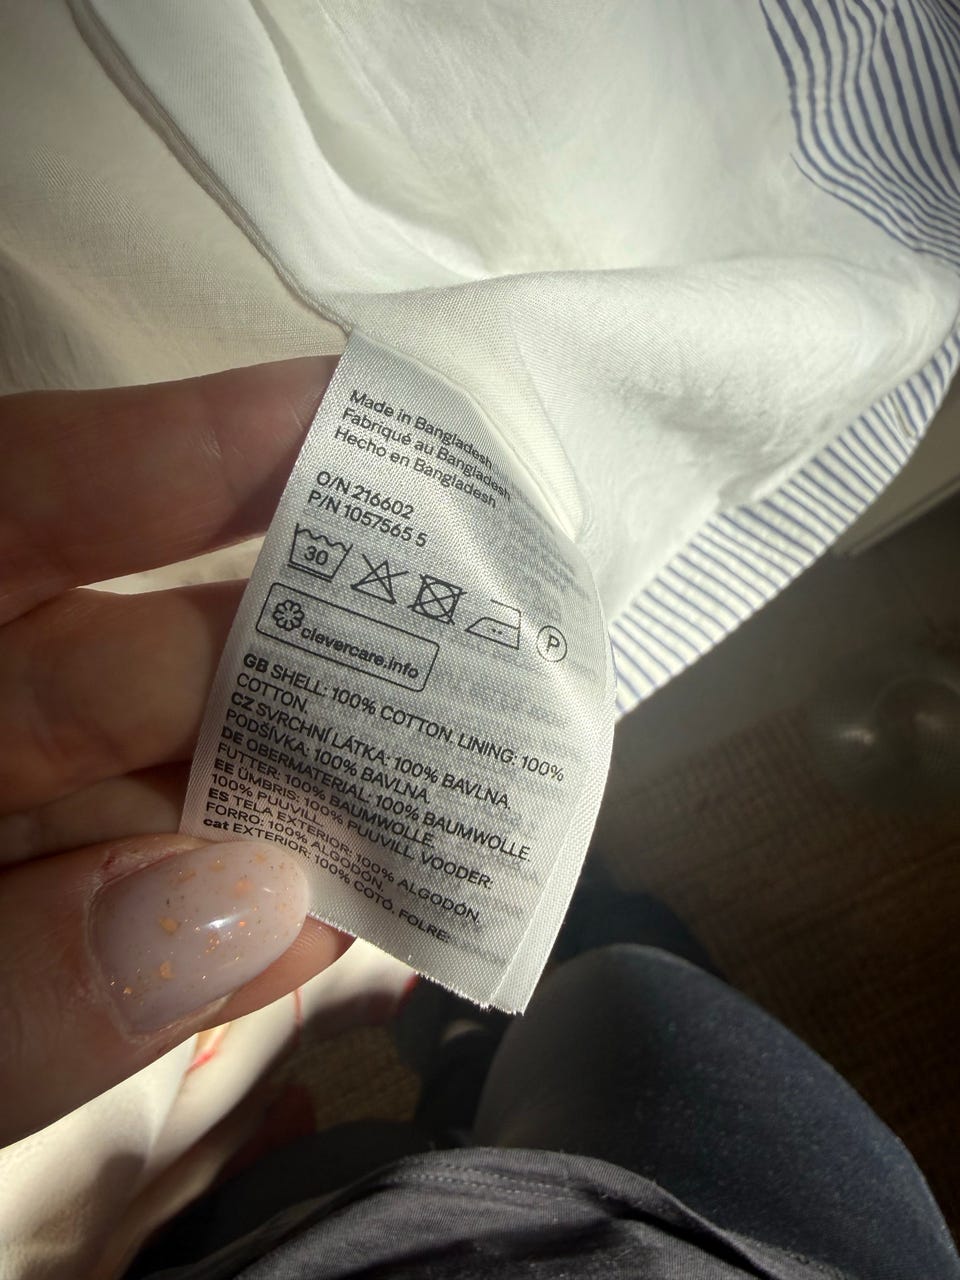 Made in Bangladesh
Fabriqué au Bangladesh
Hecho en Bangladesh
O/N 216602
P/N 1057565 5
30
P
clevercare.info
GB SHELL: 100% COTTON. LINING: 100%
COTTON.
CZ SVRCHNÍ LÁTKA: 100% BAVLNA.
PODŠÍVKA: 100% BAVLNA.
DE OBERMATERIAL: 100% BAUMWOLLE.
FUTTER: 100% BAUMWOLLE.
EE ÜMBRIS: 100% PUUVILL. VOODER:
100% PUUVILL.
ES TELA EXTERIOR: 100% ALGODÓN.
FORRO: 100% ALGODÓN.
cat EXTERIOR: 100% COTÓ. FOLRE: